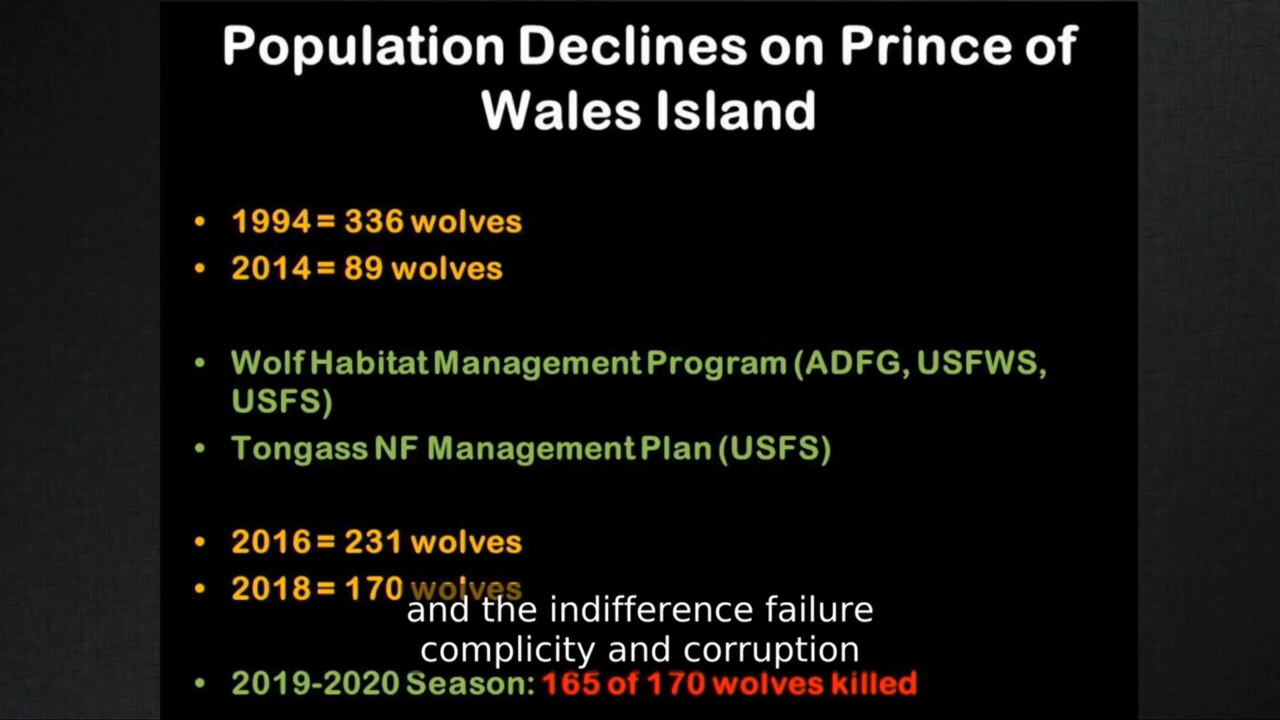 Population Declines on Prince of
Wales Island
• 1994 = 336 wolves
• 2014 = 89 wolves
• Wolf Habitat Management Program (ADFG, USFWS,
USFS)
• Tongass NF Management Plan (USFS)
• 2016 = 231 wolves
• 2018 = 170 wolves
and the indifference failure
complicity and corruption
• 2019-2020 Season: 165 of 170 wolves killed